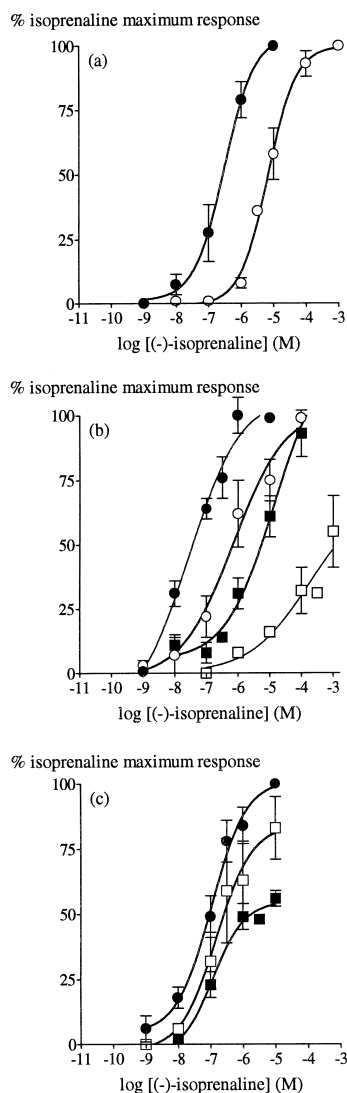 % isoprenaline maximum response
100
(a)
75
50
25
0
-11 -10 -9 -8 -7 -6 -5 -4 -3
log [(-)-isoprenaline] (M)
% isoprenaline maximum response
100
(b)
75
50
25
0
-11 -10 -9 -8 -7 -6 -5 -4 -3
log [(-)-isoprenaline] (M)
% isoprenaline maximum response
100
(c)
75
50
25
0
-11 -10 -9 -8 -7 -6 -5 -4 -3
log [(-)-isoprenaline] (M)